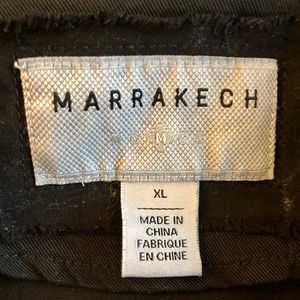 MARRAKECH
M
XL
MADE IN
CHINA
FABRIQUE
EN CHINE